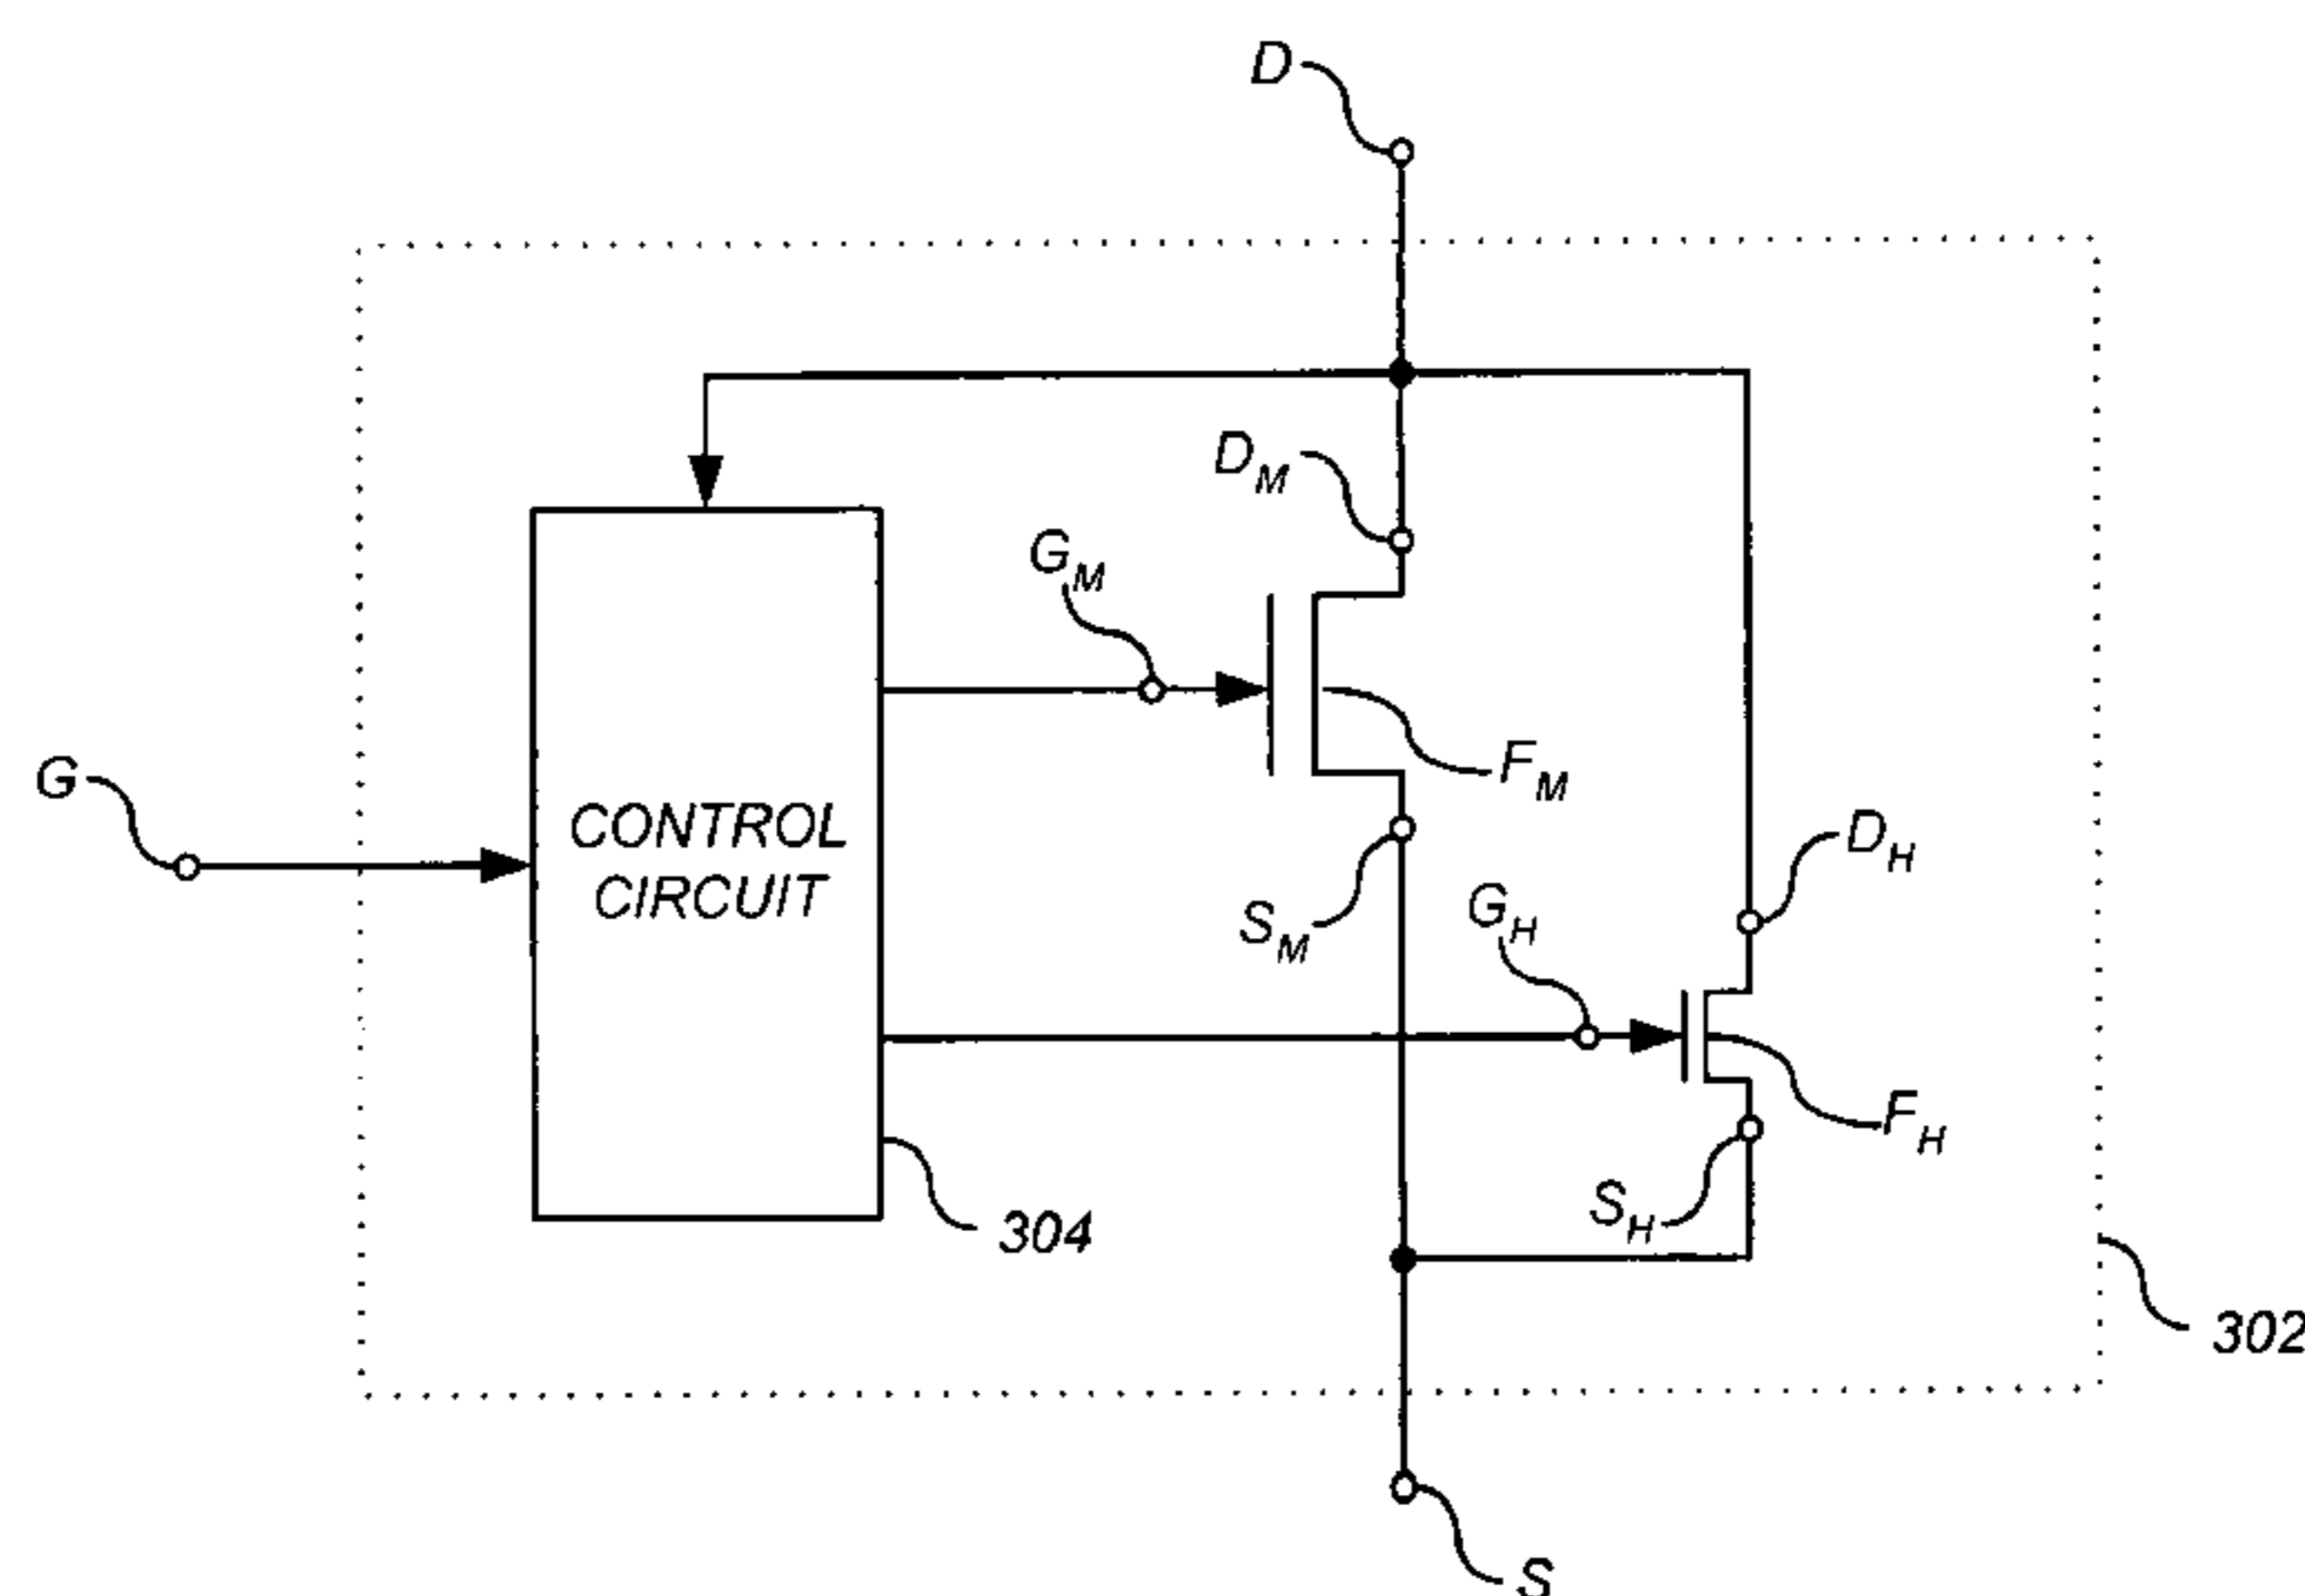 D
D_M
G_M
F_M
G
CONTROL
CIRCUIT
D_H
S_M
G_H
F_H
S_H
304
302
S